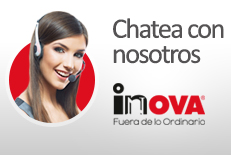 Chatea con
nosotros
inOVA®
Fuera de lo Ordinario